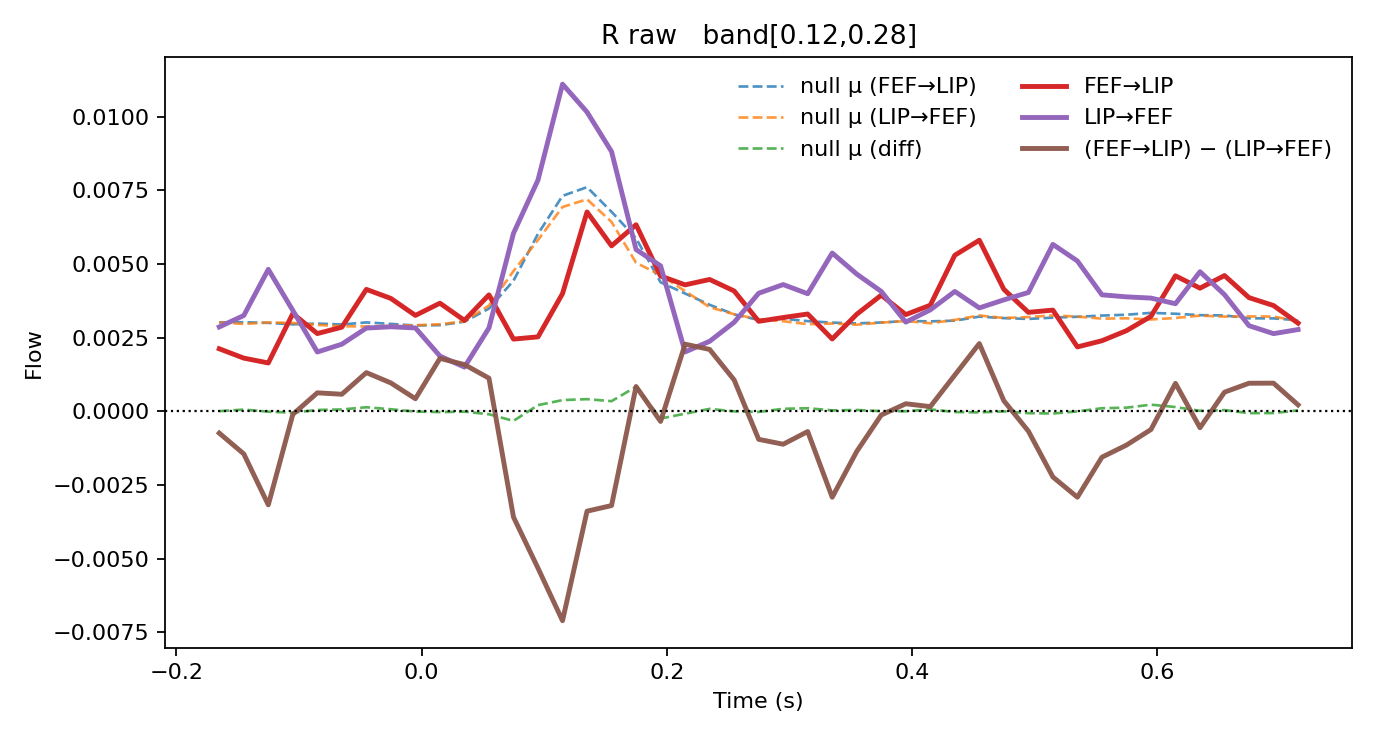 R raw   band[0.12,0.28]
null μ (FEF→LIP)
null μ (LIP→FEF)
null μ (diff)
FEF→LIP
LIP→FEF
(FEF→LIP) − (LIP→FEF)
Flow
0.0100
0.0075
0.0050
0.0025
0.0000
−0.0025
−0.0050
−0.0075
−0.2
0.0
0.2
0.4
0.6
Time (s)